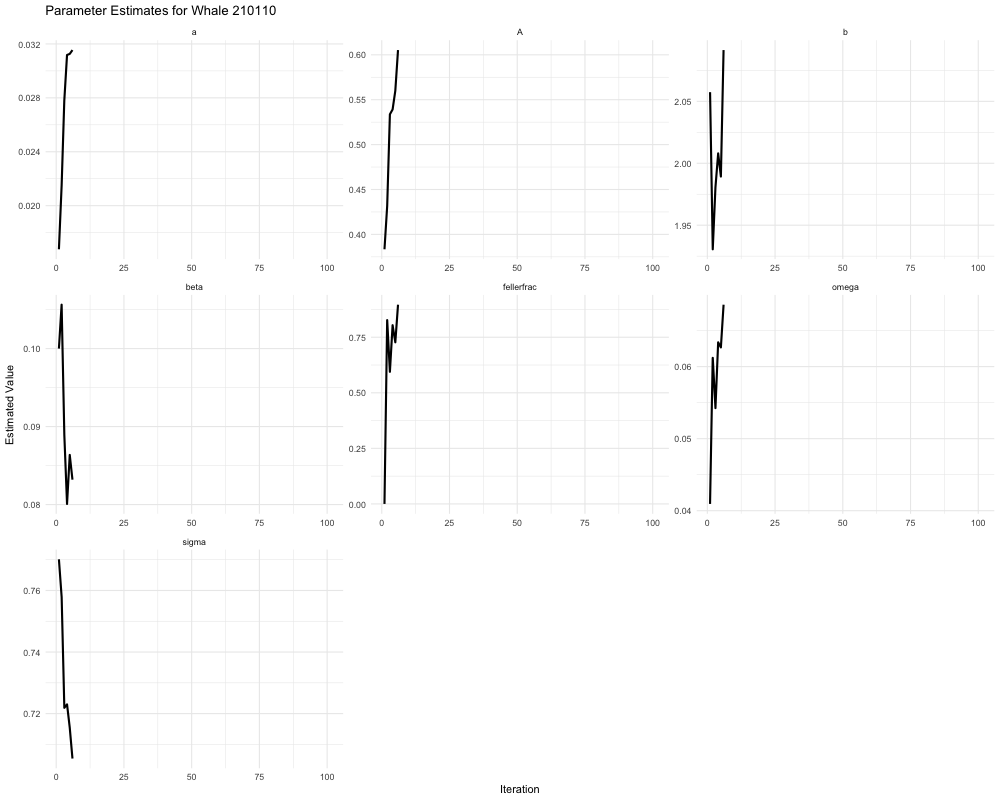 Parameter Estimates for Whale 210110
a
A
b
0.032
0.028
0.024
0.020
0 25 50 75 100
0.60
0.55
0.50
0.45
0.40
0 25 50 75 100
2.05
2.00
1.95
0 25 50 75 100
beta
fellerfrac
omega
0.10
0.09
0.08
0 25 50 75 100
0.75
0.50
0.25
0.00
0 25 50 75 100
0.06
0.05
0.04
0 25 50 75 100
sigma
0.76
0.74
0.72
0 25 50 75 100
Estimated Value
Iteration